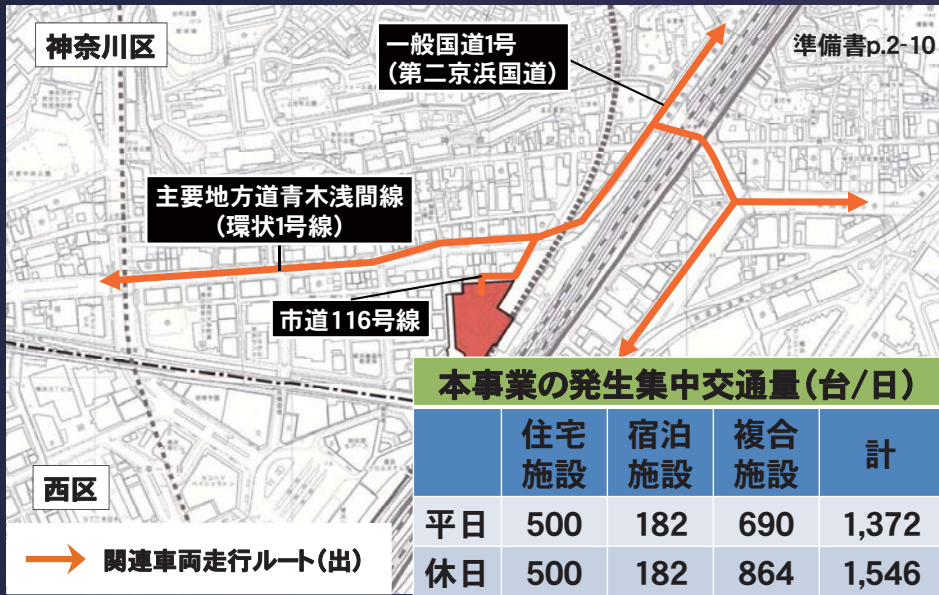 神奈川区
一般国道1号
(第二京浜国道)
準備書p.2-10
主要地方道青木浅間線
(環状1号線)
市道116号線
西区
関連車両走行ルート(出)
本事業の発生集中交通量(台/日)
住宅施設 宿泊施設 複合施設 計
平日 500 182 690 1,372
休日 500 182 864 1,546